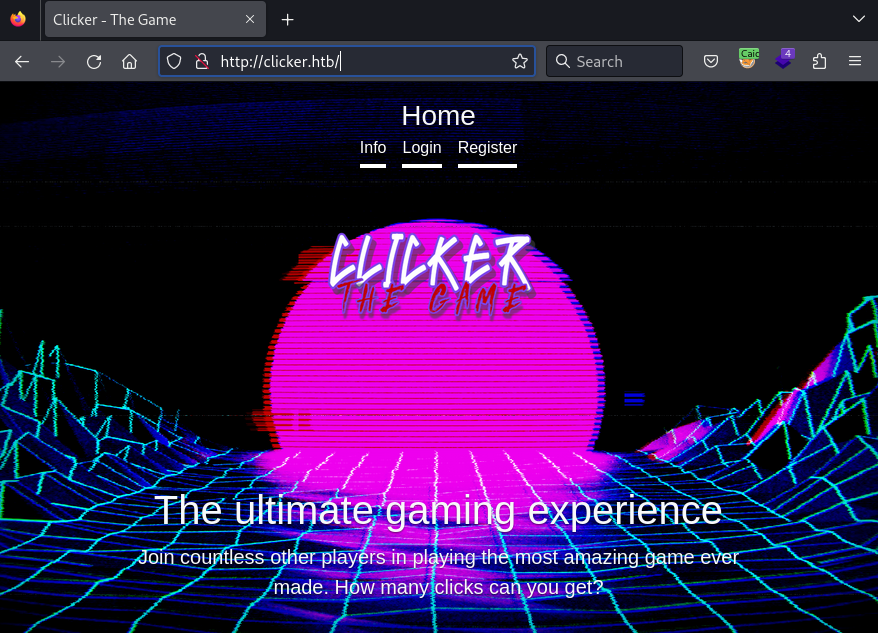 Clicker - The Game
http://clicker.htb/
Search
Caic
4
Home
Info Login Register
CLICKER
THE GAME
The ultimate gaming experience
Join countless other players in playing the most amazing game ever
made. How many clicks can you get?